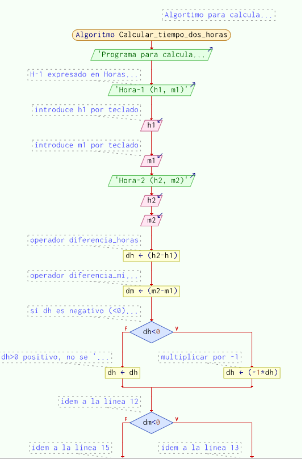 Algortimo para calcula...
Algoritmo Calcular_tiempo_dos_horas
'Programa para calcula...
H-1 expresado en Horas...
'Hora-1 (h1, m1)'
introduce h1 por teclado
h1
introduce m1 por teclado
m1
'Hora-2 (h2, m2)'
h2
m2
operador diferencia_horas
dh ← (h2-h1)
operador diferencia_mi...
dm ← (m2-m1)
si dh es negativo (<0)...
dh<0
F
V
dh>0 positivo, no se '...
multiplicar por -1
dh ← dh
dh ← (-1*dh)
idem a la linea 12
dm<0
F
V
idem a la linea 15
idem a la linea 13